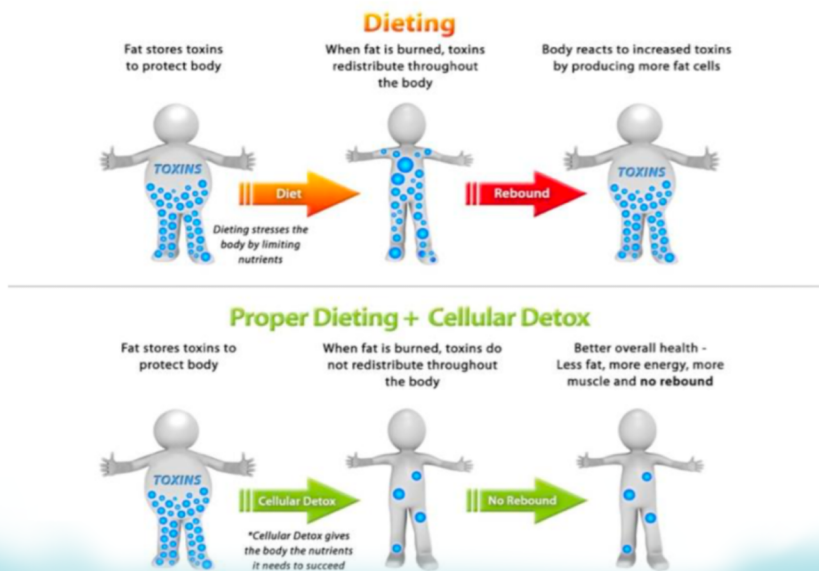 Dieting
Fat stores toxins
to protect body
When fat is burned, toxins
redistribute throughout
the body
Body reacts to increased toxins
by producing more fat cells
TOXINS
Diet
Dieting stresses the
body by limiting
nutrients
Rebound
TOXINS
Proper Dieting + Cellular Detox
Fat stores toxins to
protect body
When fat is burned, toxins do
not redistribute throughout
the body
Better overall health -
Less fat, more energy, more
muscle and no rebound
TOXINS
Cellular Detox
*Cellular Detox gives
the body the nutrients
it needs to succeed
No Rebound